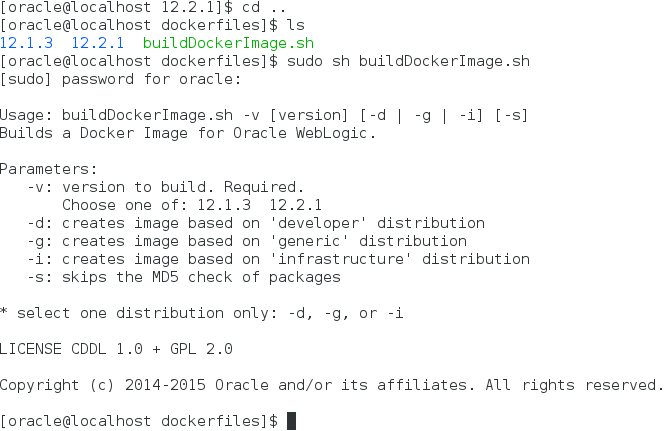 [oracle@localhost 12.2.1]$ cd ..
[oracle@localhost dockerfiles]$ ls
12.1.3  12.2.1  buildDockerImage.sh
[oracle@localhost dockerfiles]$ sudo sh buildDockerImage.sh
[sudo] password for oracle:

Usage: buildDockerImage.sh -v [version] [-d | -g | -i] [-s]
Builds a Docker Image for Oracle WebLogic.

Parameters:
   -v: version to build. Required.
       Choose one of: 12.1.3  12.2.1
   -d: creates image based on 'developer' distribution
   -g: creates image based on 'generic' distribution
   -i: creates image based on 'infrastructure' distribution
   -s: skips the MD5 check of packages

* select one distribution only: -d, -g, or -i

LICENSE CDDL 1.0 + GPL 2.0

Copyright (c) 2014-2015 Oracle and/or its affiliates. All rights reserved.

[oracle@localhost dockerfiles]$